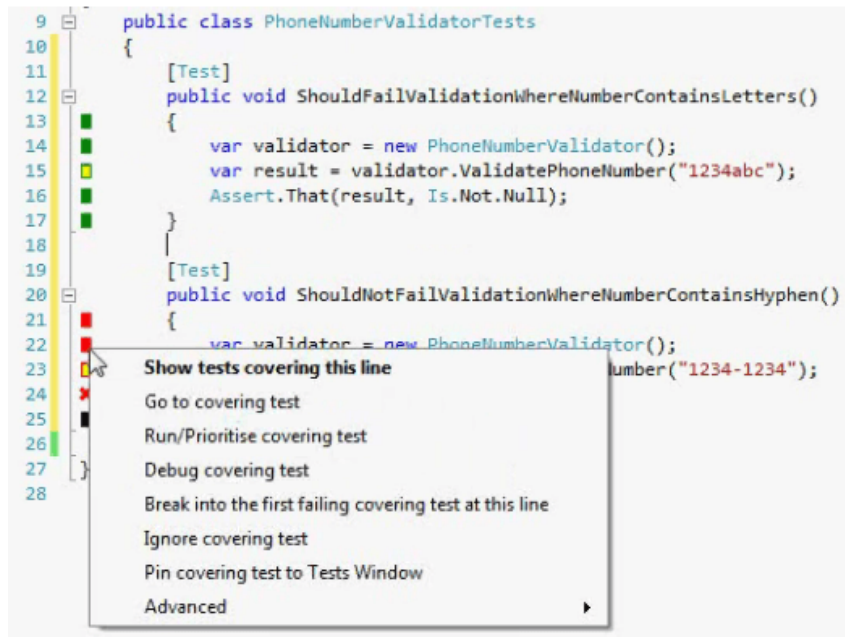 9 public class PhoneNumberValidatorTests
10 {
11 [Test]
12 public void ShouldFailValidationWhereNumberContainsLetters()
13 {
14 var validator = new PhoneNumberValidator();
15 var result = validator.ValidatePhoneNumber("1234abc");
16 Assert.That(result, Is.Not.Null);
17 }
18
19 [Test]
20 public void ShouldNotFailValidationWhereNumberContainsHyphen()
21 {
22 var validator = new PhoneNumberValidator();
23 umber("1234-1234");
24
25
26
27 }
28
Show tests covering this line
Go to covering test
Run/Prioritise covering test
Debug covering test
Break into the first failing covering test at this line
Ignore covering test
Pin covering test to Tests Window
Advanced